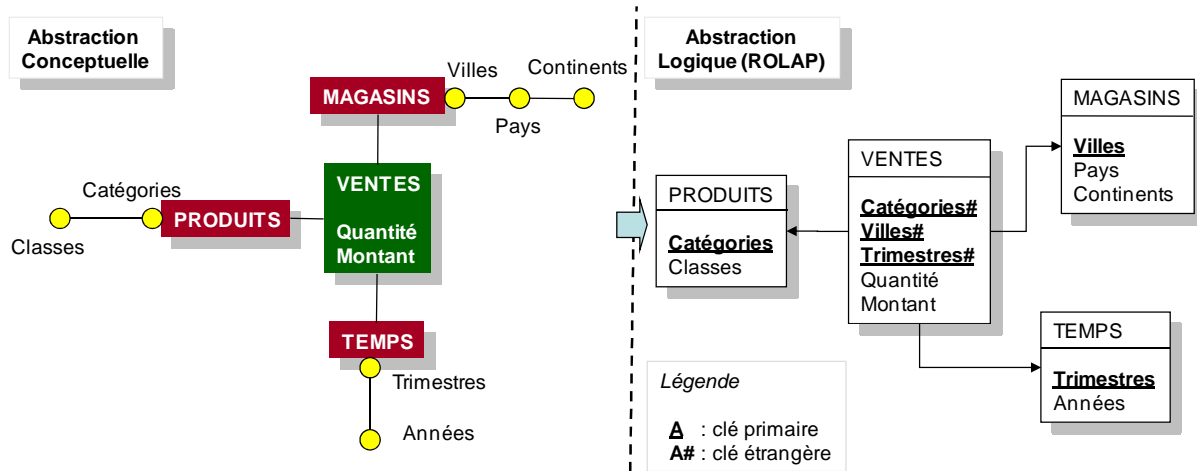 Abstraction
Conceptuelle
Villes
Continents
MAGASINS
Pays
Catégories
PRODUITS
Classes
VENTES
Quantité
Montant
TEMPS
Trimestres
Années
Abstraction
Logique (ROLAP)
MAGASINS
Villes
Pays
Continents
VENTES
Catégories#
Villes#
Trimestres#
Quantité
Montant
PRODUITS
Catégories
Classes
TEMPS
Trimestres
Années
Légende
A : clé primaire
A# : clé étrangère